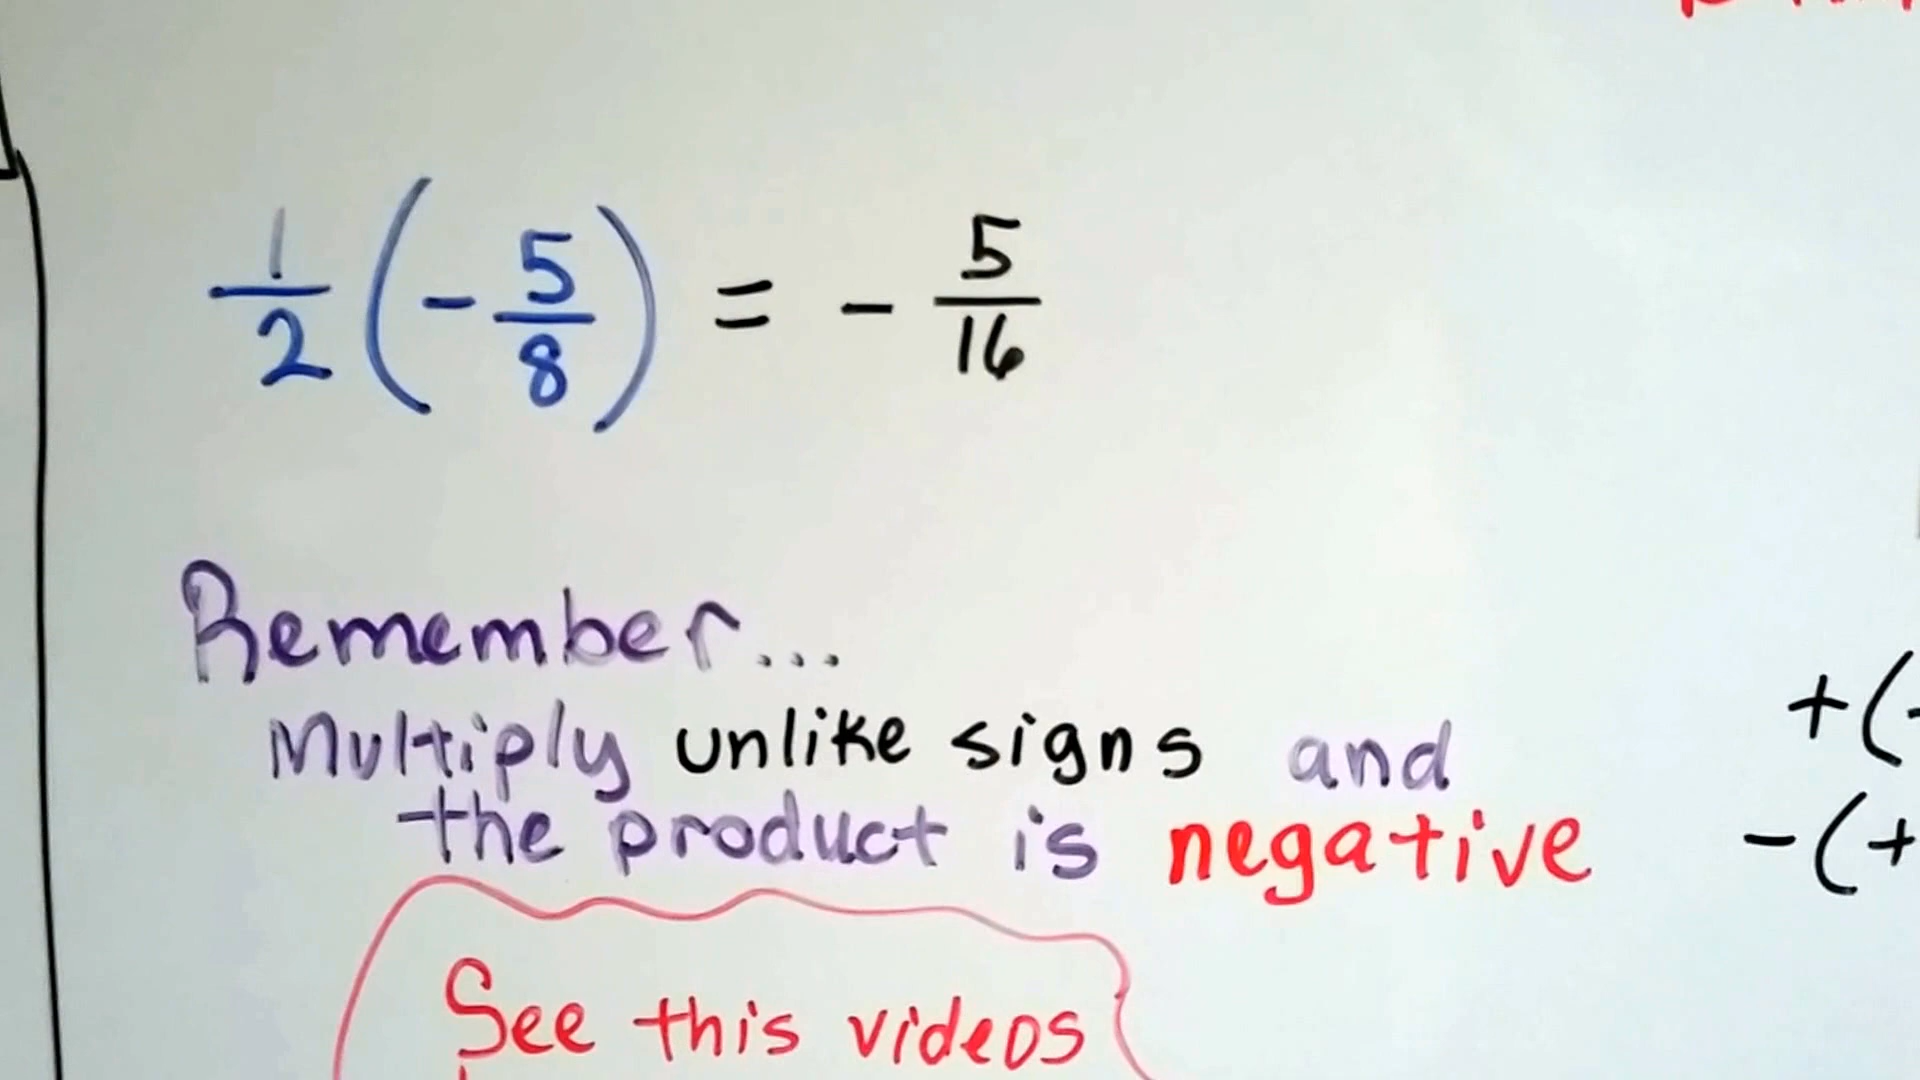 1/2 (- 5/8) = - 5/16
Remember...
Multiply unlike signs and
the product is negative
+(-
-(+
See this videos